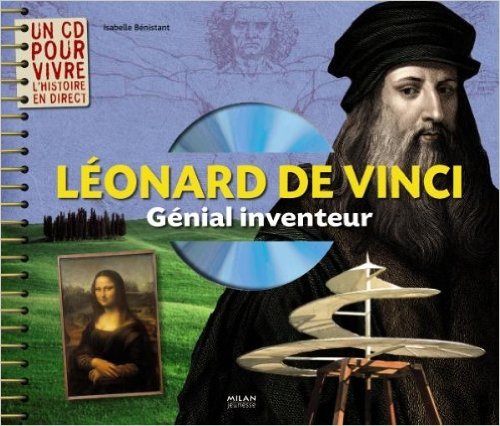 UN CD
POUR
VIVRE
L'HISTOIRE
EN DIRECT
Isabelle Bénistant
LÉONARD DE VINCI
Génial inventeur
MILAN
jeunesse